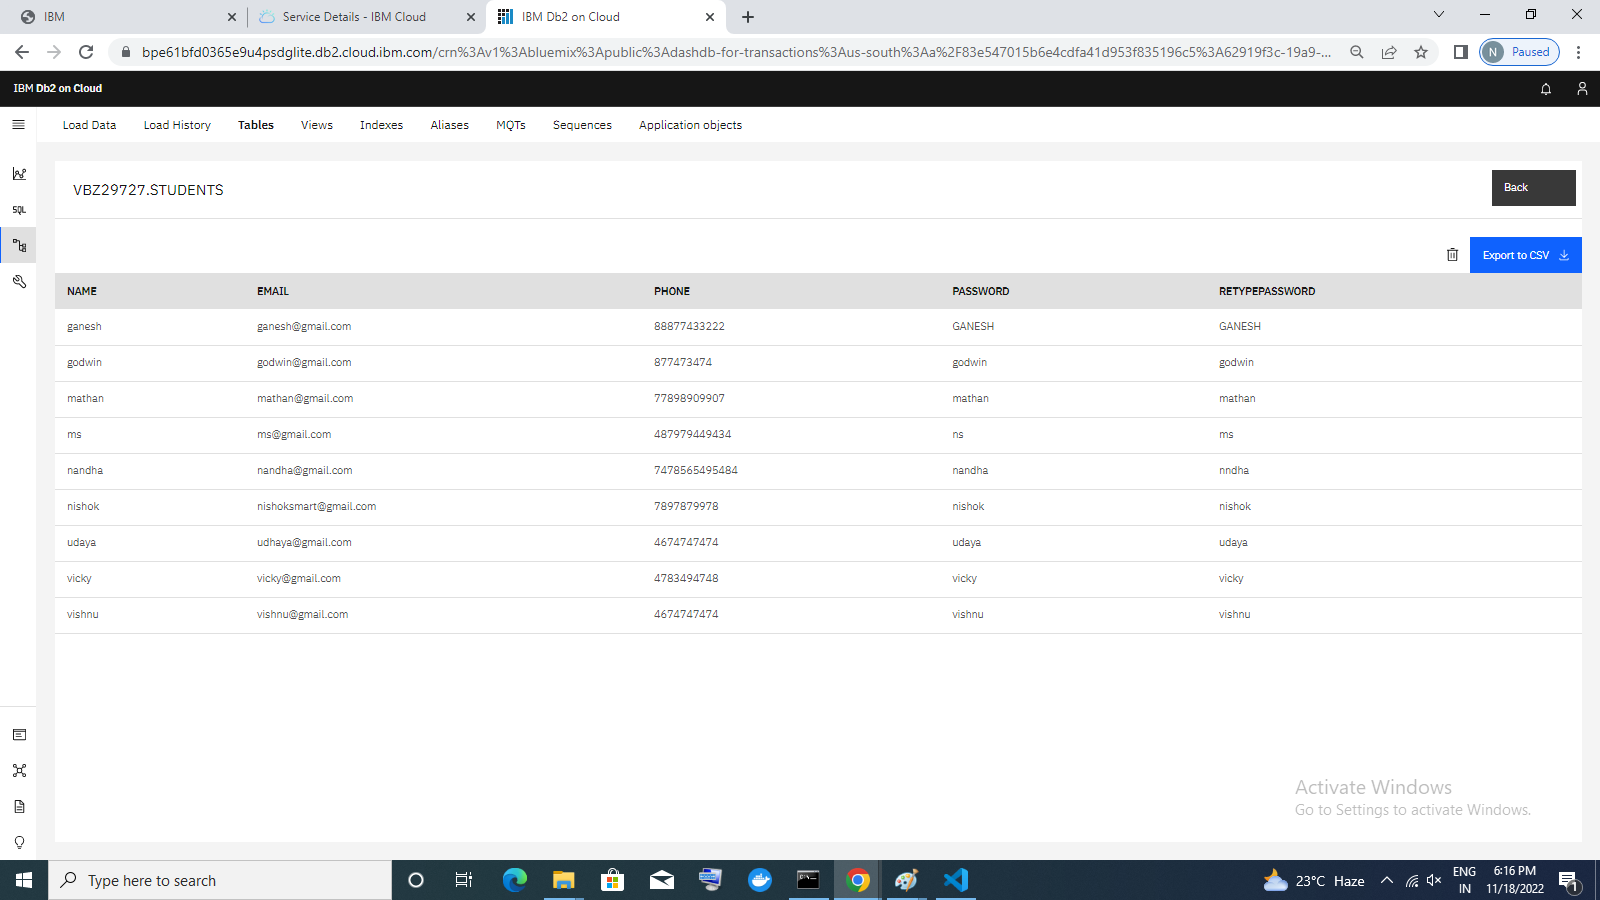 IBM
Service Details - IBM Cloud
IBM Db2 on Cloud
bpe61bfd0365e9u4psdglite.db2.cloud.ibm.com/crn%3Av1%3Abluemix%3Apublic%3Adashdb-for-transactions%3Aus-south%3Aa%2F83e547015b6e4cdfa41d953f835196c5%3A62919f3c-19a9-...
N Paused
IBM Db2 on Cloud
Load Data Load History Tables Views Indexes Aliases MQTs Sequences Application objects
SQL
VBZ29727.STUDENTS
Back
Export to CSV
NAME EMAIL PHONE PASSWORD RETYPEPASSWORD
ganesh ganesh@gmail.com 88877433222 GANESH GANESH
godwin godwin@gmail.com 877473474 godwin godwin
mathan mathan@gmail.com 77898909907 mathan mathan
ms ms@gmail.com 487979449434 ns ms
nandha nandha@gmail.com 7478565495484 nandha nndha
nishok nishoksmart@gmail.com 7897879978 nishok nishok
udaya udhaya@gmail.com 4674747474 udaya udaya
vicky vicky@gmail.com 4783494748 vicky vicky
vishnu vishnu@gmail.com 4674747474 vishnu vishnu
Activate Windows
Go to Settings to activate Windows.
Type here to search
23°C Haze
ENG
IN
6:16 PM
11/18/2022
1